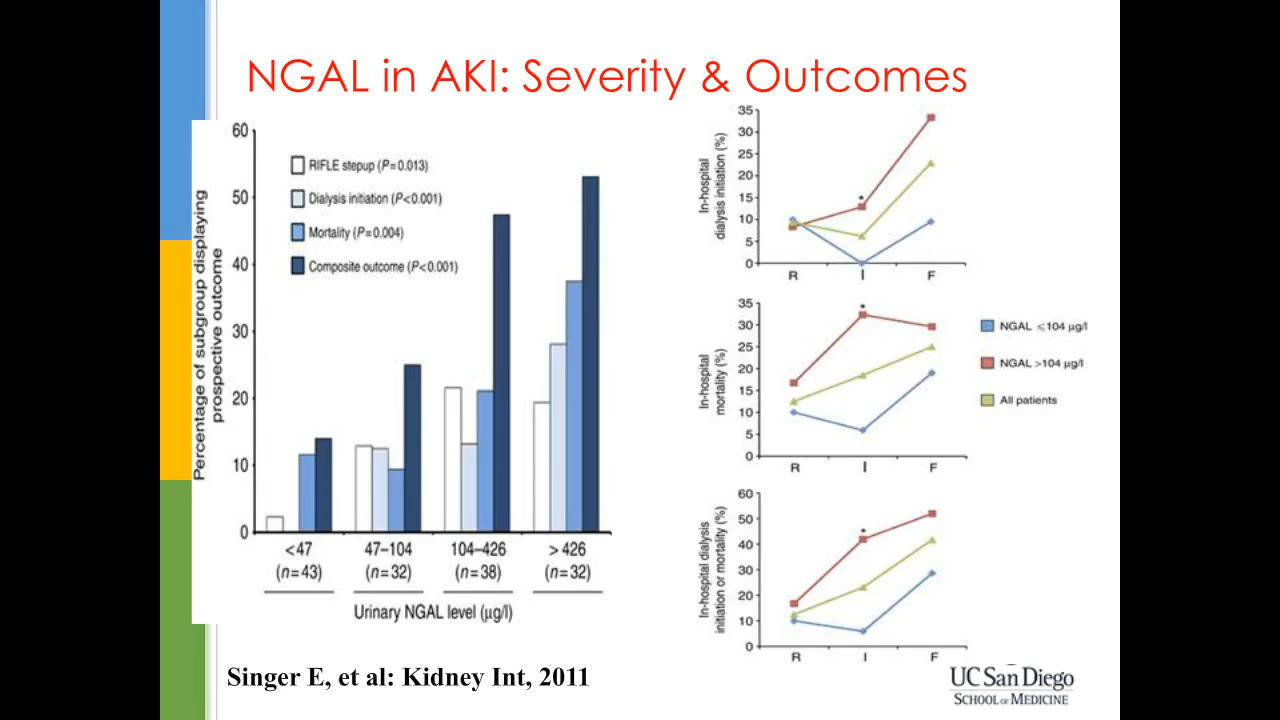 NGAL in AKI: Severity & Outcomes
Percentage of subgroup displaying
prospective outcome
60
50
40
30
20
10
0
RIFLE stepup (P=0.013)
Dialysis initiation (P<0.001)
Mortality (P=0.004)
Composite outcome (P<0.001)
<47 47–104 104–426 >426
(n=43) (n=32) (n=38) (n=32)
Urinary NGAL level (µg/l)
In-hospital
dialysis initiation (%)
35
30
25
20
15
10
5
0
*
R I F
In-hospital
mortality (%)
35
30
25
20
15
10
5
0
*
R I F
NGAL ⩽104 µg/l
NGAL >104 µg/l
All patients
In-hospital dialysis
initiation or mortality (%)
60
50
40
30
20
10
0
*
R I F
Singer E, et al: Kidney Int, 2011
UC San Diego
SCHOOL OF MEDICINE